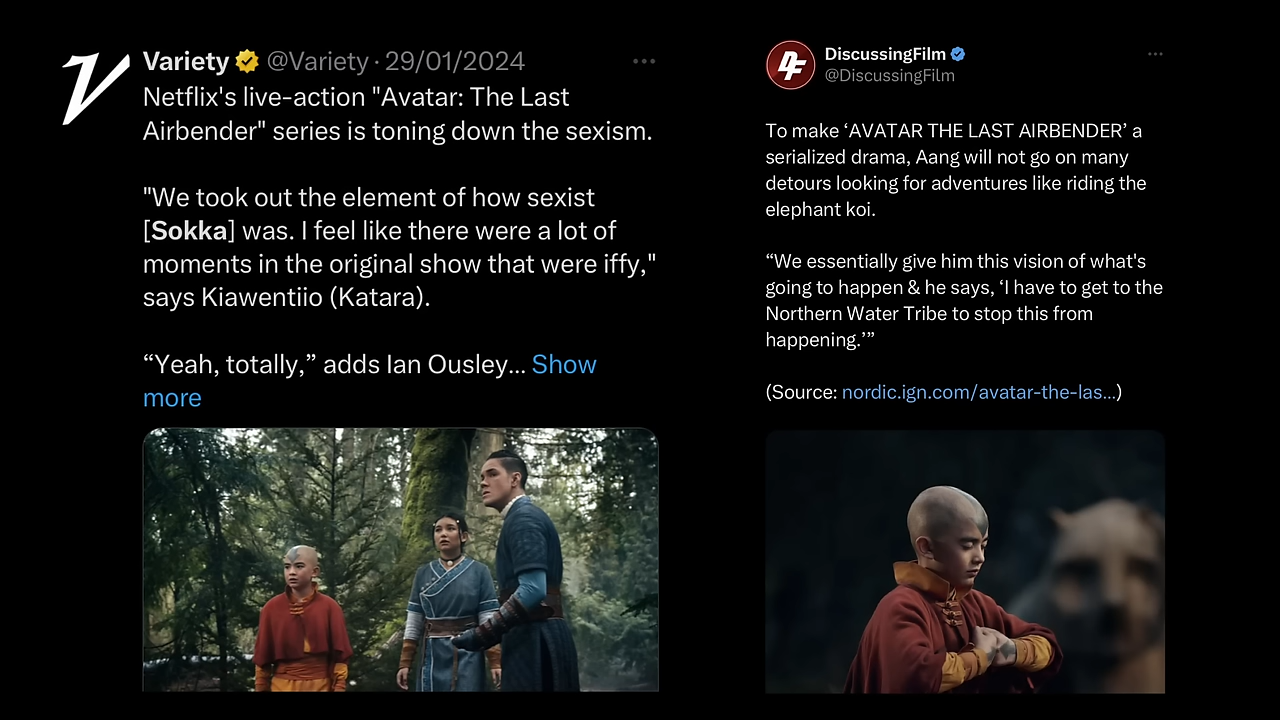 Variety @Variety · 29/01/2024
Netflix's live-action "Avatar: The Last
Airbender" series is toning down the sexism.
"We took out the element of how sexist
[Sokka] was. I feel like there were a lot of
moments in the original show that were iffy,"
says Kiawentiio (Katara).
“Yeah, totally,” adds Ian Ousley... Show
more
DiscussingFilm
@DiscussingFilm
To make ‘AVATAR THE LAST AIRBENDER’ a
serialized drama, Aang will not go on many
detours looking for adventures like riding the
elephant koi.
“We essentially give him this vision of what's
going to happen & he says, ‘I have to get to the
Northern Water Tribe to stop this from
happening.’”
(Source: nordic.ign.com/avatar-the-las...)